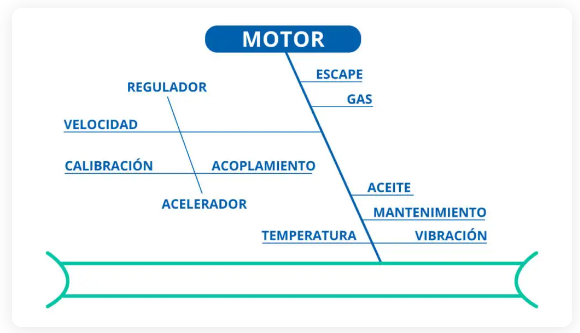 MOTOR
ESCAPE
REGULADOR
GAS
VELOCIDAD
CALIBRACIÓN ACOPLAMIENTO
ACEITE
ACELERADOR
MANTENIMIENTO
TEMPERATURA VIBRACIÓN